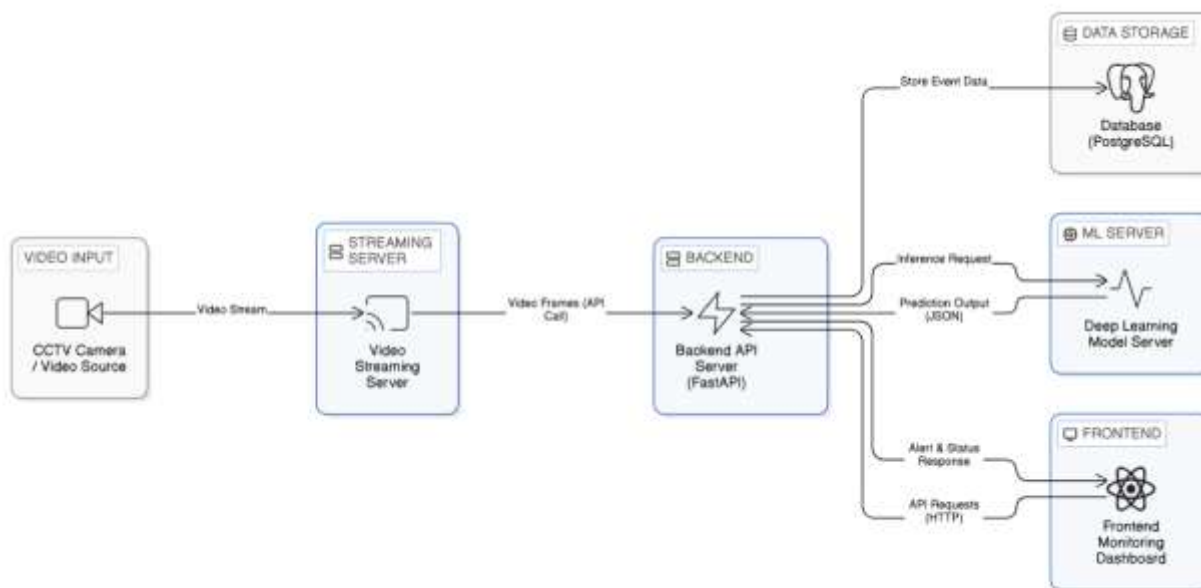 DATA STORAGE
Database
(PostgreSQL)
Store Event Data
VIDEO INPUT
CCTV Camera
/ Video Source
Video Stream
STREAMING
SERVER
Video
Streaming
Server
Video Frames (API
Call)
BACKEND
Backend API
Server
(FastAPI)
Inference Request
Prediction Output
(JSON)
ML SERVER
Deep Learning
Model Server
Alert & Status
Response
API Requests
(HTTP)
FRONTEND
Frontend
Monitoring
Dashboard